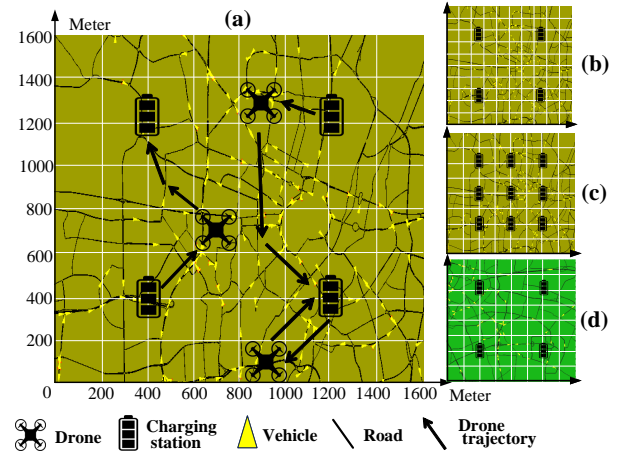 (a)
Meter
1600
1400
1200
1000
800
600
400
200
0
0 200 400 600 800 1000 1200 1400 1600
Meter
(b)
(c)
(d)
Drone
Charging
station
Vehicle
Road
Drone
trajectory